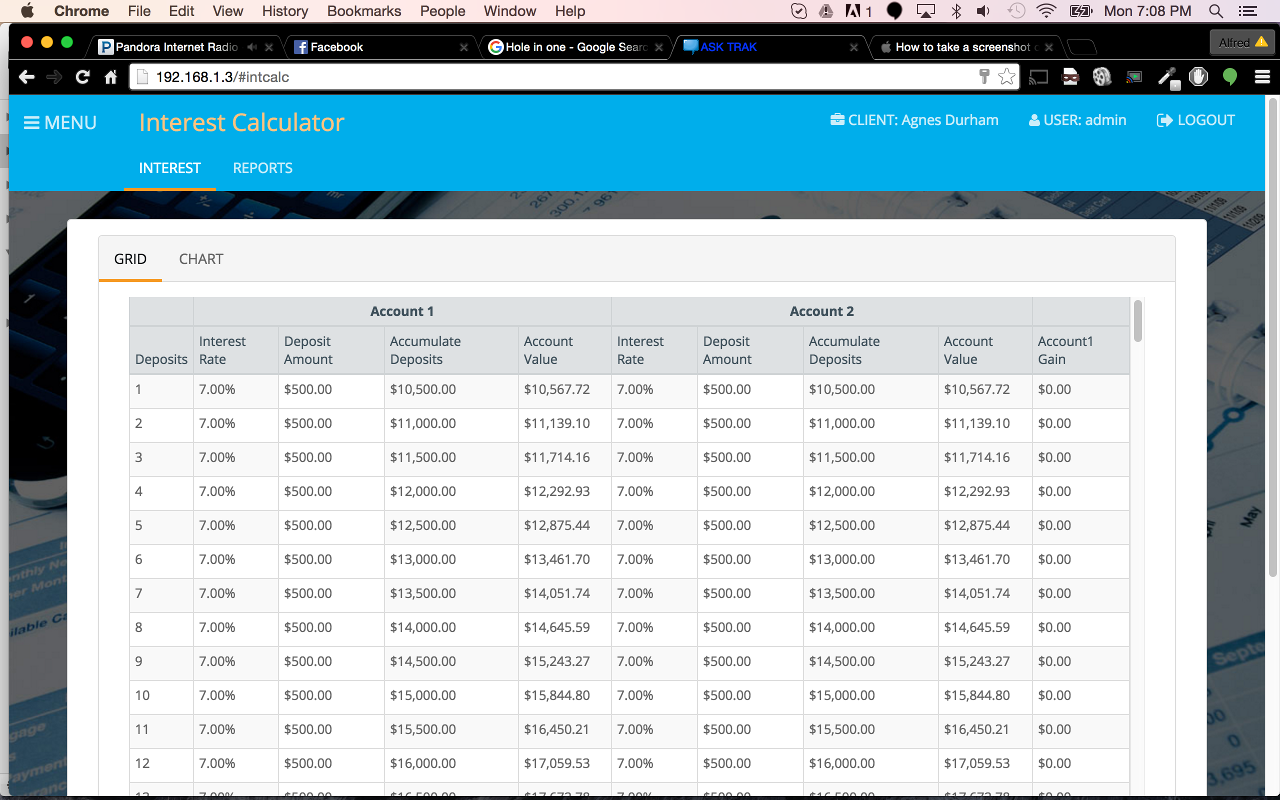 Chrome File Edit View History Bookmarks People Window Help 1 Mon 7:08 PM
Pandora Internet Radio Facebook Hole in one - Google Searc ASK TRAK How to take a screenshot Alfred
192.168.1.3/#intcalc
MENU Interest Calculator CLIENT: Agnes Durham USER: admin LOGOUT
INTEREST REPORTS
GRID CHART
Account 1 Account 2
Deposits Interest Rate Deposit Amount Accumulate Deposits Account Value Interest Rate Deposit Amount Accumulate Deposits Account Value Account1 Gain
1 7.00% $500.00 $10,500.00 $10,567.72 7.00% $500.00 $10,500.00 $10,567.72 $0.00
2 7.00% $500.00 $11,000.00 $11,139.10 7.00% $500.00 $11,000.00 $11,139.10 $0.00
3 7.00% $500.00 $11,500.00 $11,714.16 7.00% $500.00 $11,500.00 $11,714.16 $0.00
4 7.00% $500.00 $12,000.00 $12,292.93 7.00% $500.00 $12,000.00 $12,292.93 $0.00
5 7.00% $500.00 $12,500.00 $12,875.44 7.00% $500.00 $12,500.00 $12,875.44 $0.00
6 7.00% $500.00 $13,000.00 $13,461.70 7.00% $500.00 $13,000.00 $13,461.70 $0.00
7 7.00% $500.00 $13,500.00 $14,051.74 7.00% $500.00 $13,500.00 $14,051.74 $0.00
8 7.00% $500.00 $14,000.00 $14,645.59 7.00% $500.00 $14,000.00 $14,645.59 $0.00
9 7.00% $500.00 $14,500.00 $15,243.27 7.00% $500.00 $14,500.00 $15,243.27 $0.00
10 7.00% $500.00 $15,000.00 $15,844.80 7.00% $500.00 $15,000.00 $15,844.80 $0.00
11 7.00% $500.00 $15,500.00 $16,450.21 7.00% $500.00 $15,500.00 $16,450.21 $0.00
12 7.00% $500.00 $16,000.00 $17,059.53 7.00% $500.00 $16,000.00 $17,059.53 $0.00
May